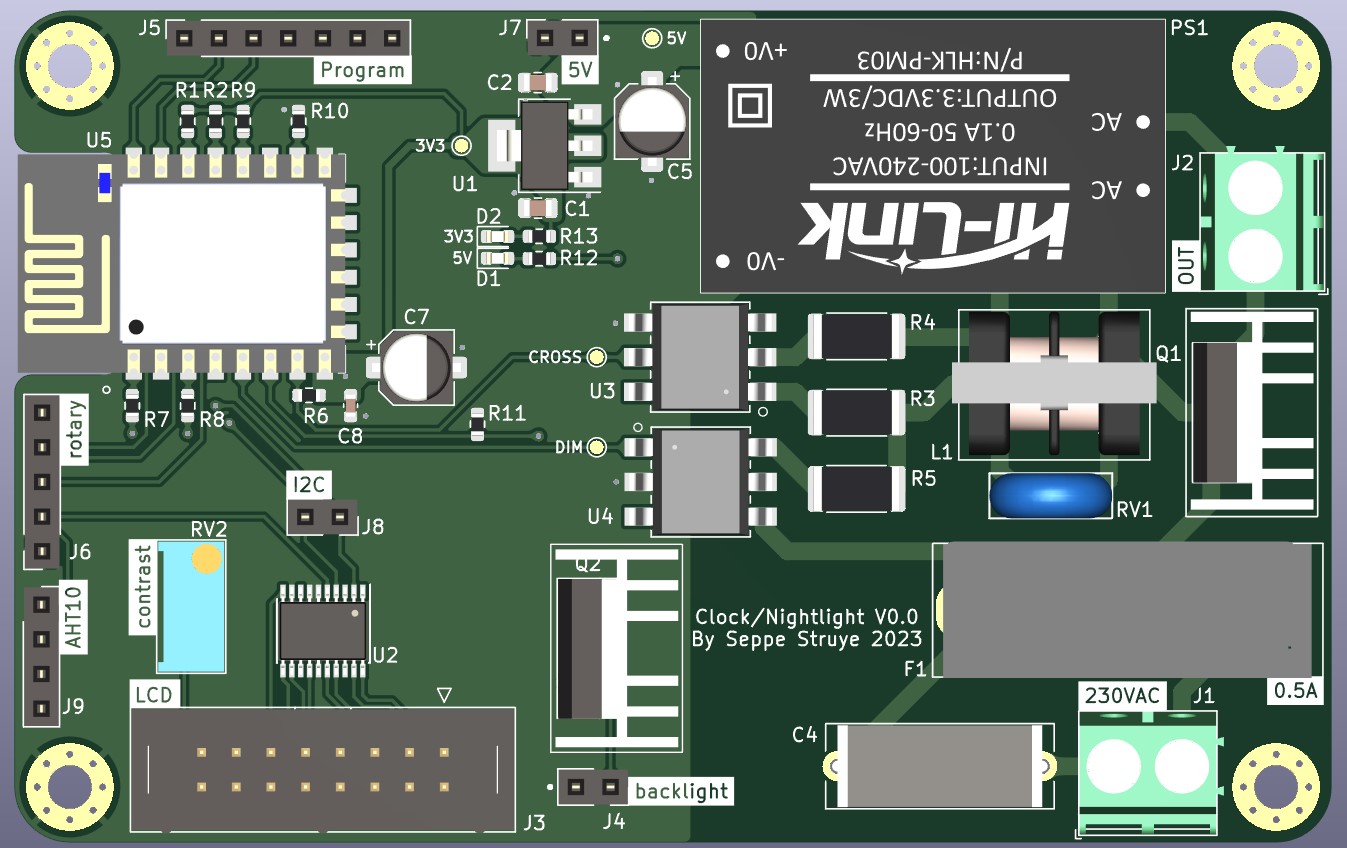 J5
Program
J7
5V
5V
PS1
+V0
P/N:HLK-PM03
OUTPUT:3.3VDC/3W
0.1A 50-60Hz
INPUT:100-240VAC
Hi-Link
-V0
AC
AC
C2
+
C5
R1 R2 R9
R10
U5
3V3
U1
C1
J2
OUT
D2
3V3
R13
5V
R12
D1
C7
+
CROSS
U3
R4
Q1
R3
L1
R7
R8
R6
C8
R11
DIM
rotary
J6
I2C
J8
U4
R5
RV1
RV2
contrast
AHT10
J9
U2
Q2
Clock/Nightlight V0.0
By Seppe Struye 2023
F1
0.5A
LCD
J3
J4
backlight
C4
230VAC
J1